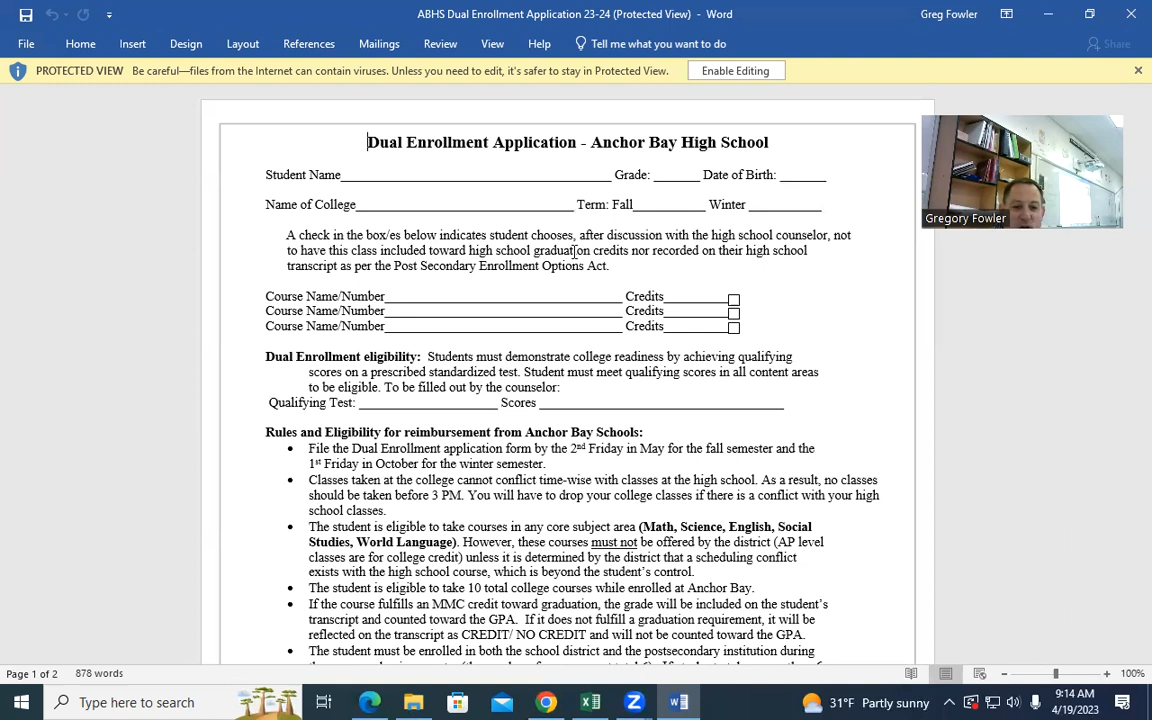 ABHS Dual Enrollment Application 23-24 (Protected View) - Word
Greg Fowler
File Home Insert Design Layout References Mailings Review View Help Tell me what you want to do Share
PROTECTED VIEW Be careful—files from the Internet can contain viruses. Unless you need to edit, it's safer to stay in Protected View. Enable Editing
Dual Enrollment Application - Anchor Bay High School
Student Name______________________________ Grade: ______ Date of Birth: ______
Name of College________________________ Term: Fall________ Winter ________
A check in the box/es below indicates student chooses, after discussion with the high school counselor, not
to have this class included toward high school graduation credits nor recorded on their high school
transcript as per the Post Secondary Enrollment Options Act.
Gregory Fowler
Course Name/Number__________________________ Credits_______
Course Name/Number__________________________ Credits_______
Course Name/Number__________________________ Credits_______
Dual Enrollment eligibility: Students must demonstrate college readiness by achieving qualifying
scores on a prescribed standardized test. Student must meet qualifying scores in all content areas
to be eligible. To be filled out by the counselor:
Qualifying Test: _________________ Scores ______________________________
Rules and Eligibility for reimbursement from Anchor Bay Schools:
• File the Dual Enrollment application form by the 2nd Friday in May for the fall semester and the
1st Friday in October for the winter semester.
• Classes taken at the college cannot conflict time-wise with classes at the high school. As a result, no classes
should be taken before 3 PM. You will have to drop your college classes if there is a conflict with your high
school classes.
• The student is eligible to take courses in any core subject area (Math, Science, English, Social
Studies, World Language). However, these courses must not be offered by the district (AP level
classes are for college credit) unless it is determined by the district that a scheduling conflict
exists with the high school course, which is beyond the student's control.
• The student is eligible to take 10 total college courses while enrolled at Anchor Bay.
• If the course fulfills an MMC credit toward graduation, the grade will be included on the student's
transcript and counted toward the GPA. If it does not fulfill a graduation requirement, it will be
reflected on the transcript as CREDIT/ NO CREDIT and will not be counted toward the GPA.
• The student must be enrolled in both the school district and the postsecondary institution during
Page 1 of 2 878 words 100%
Type here to search
31°F Partly sunny
9:14 AM
4/19/2023